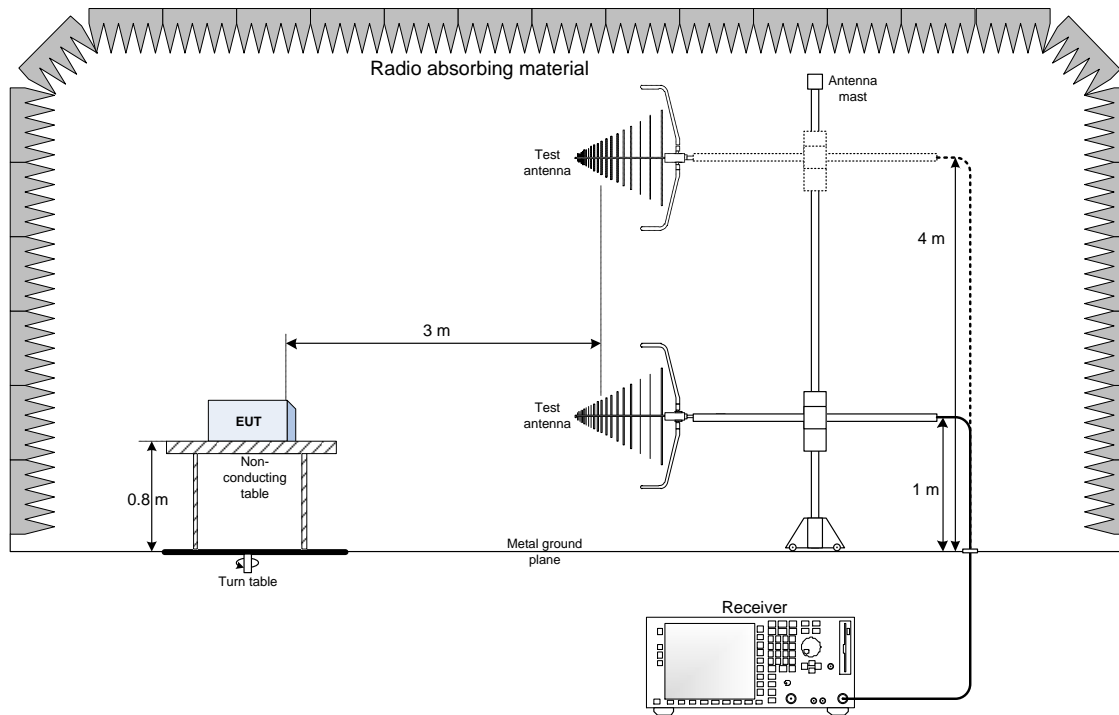 Radio absorbing material
Antenna
mast
Test
antenna
4 m
3 m
EUT
Test
antenna
Non-
conducting
table
0.8 m
1 m
Metal ground
plane
Turn table
Receiver